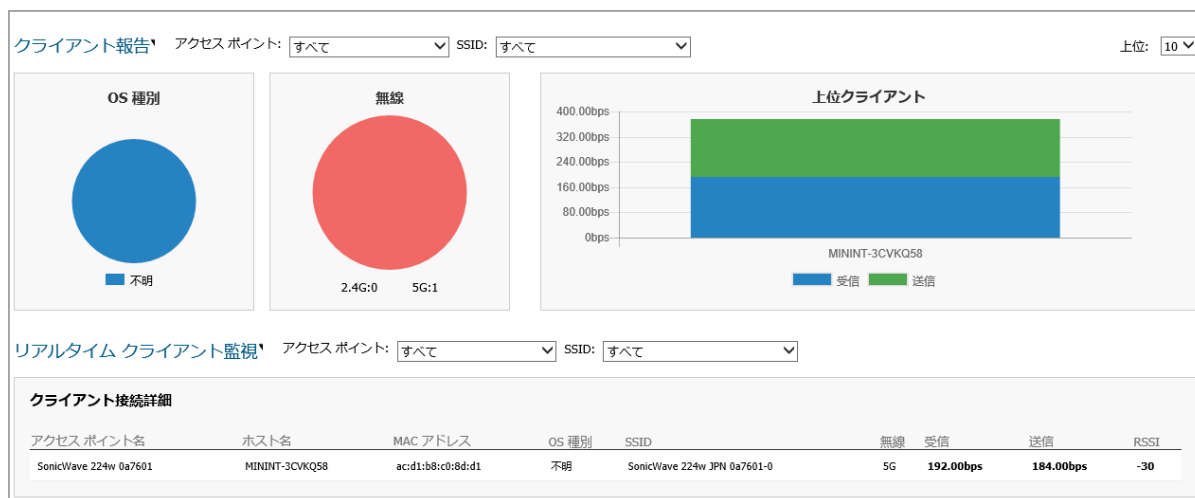 クライアント報告 アクセス ポイント: すべて SSID: すべて 上位: 10
OS 種別
不明
無線
2.4G:0 5G:1
上位クライアント
400.00bps
320.00bps
240.00bps
160.00bps
80.00bps
0bps
MININT-3CVKQ58
受信 送信
リアルタイム クライアント監視 アクセス ポイント: すべて SSID: すべて
クライアント接続詳細
アクセス ポイント名 ホスト名 MAC アドレス OS 種別 SSID 無線 受信 送信 RSSI
SonicWave 224w 0a7601 MININT-3CVKQ58 ac:d1:b8:c0:8d:d1 不明 SonicWave 224w JPN 0a7601-0 5G 192.00bps 184.00bps -30